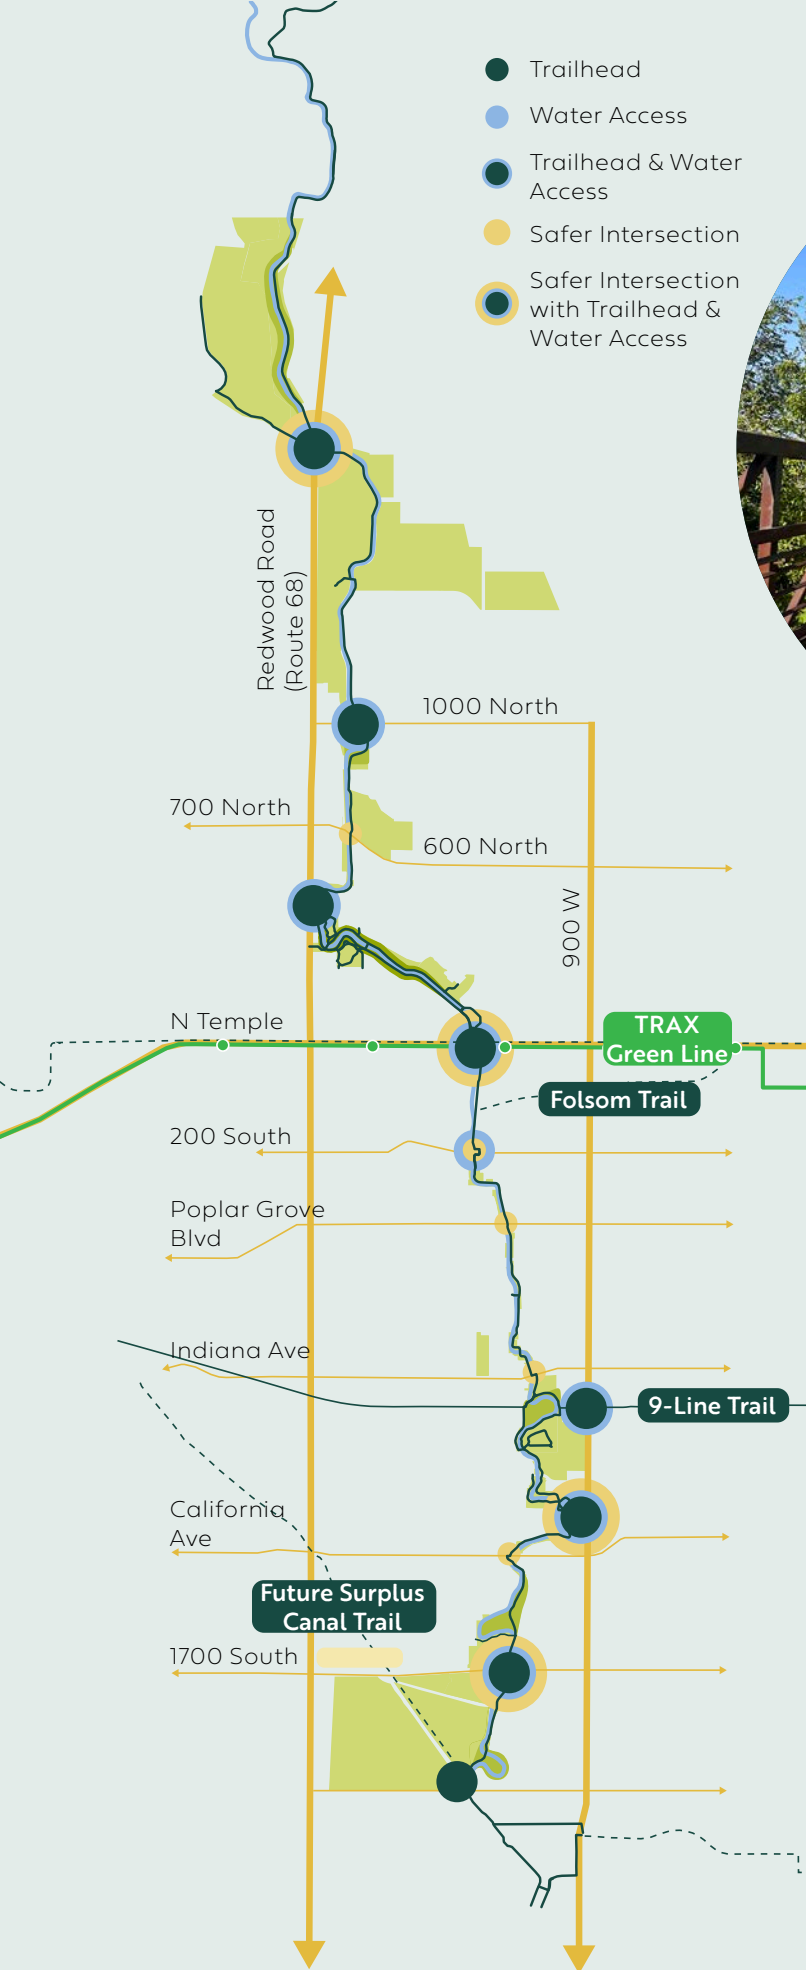 Trailhead
Water Access
Trailhead & Water
Access
Safer Intersection
Safer Intersection
with Trailhead &
Water Access
Redwood Road
(Route 68)
1000 North
700 North
600 North
900 W
N Temple
TRAX
Green Line
Folsom Trail
200 South
Poplar Grove
Blvd
Indiana Ave
9-Line Trail
California
Ave
Future Surplus
Canal Trail
1700 South